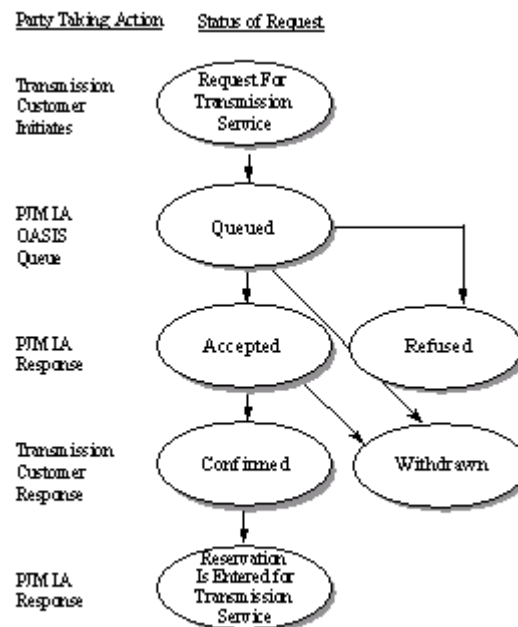 Party Taking Action Status of Request
Transmission
Customer
Initiates
Request For
Transmission
Service
PJM IA
OASIS
Queue
Queued
PJM IA
Response
Accepted
Refused
Transmission
Customer
Response
Confirmed
Withdrawn
PJM IA
Response
Reservation
Is Entered for
Transmission
Service